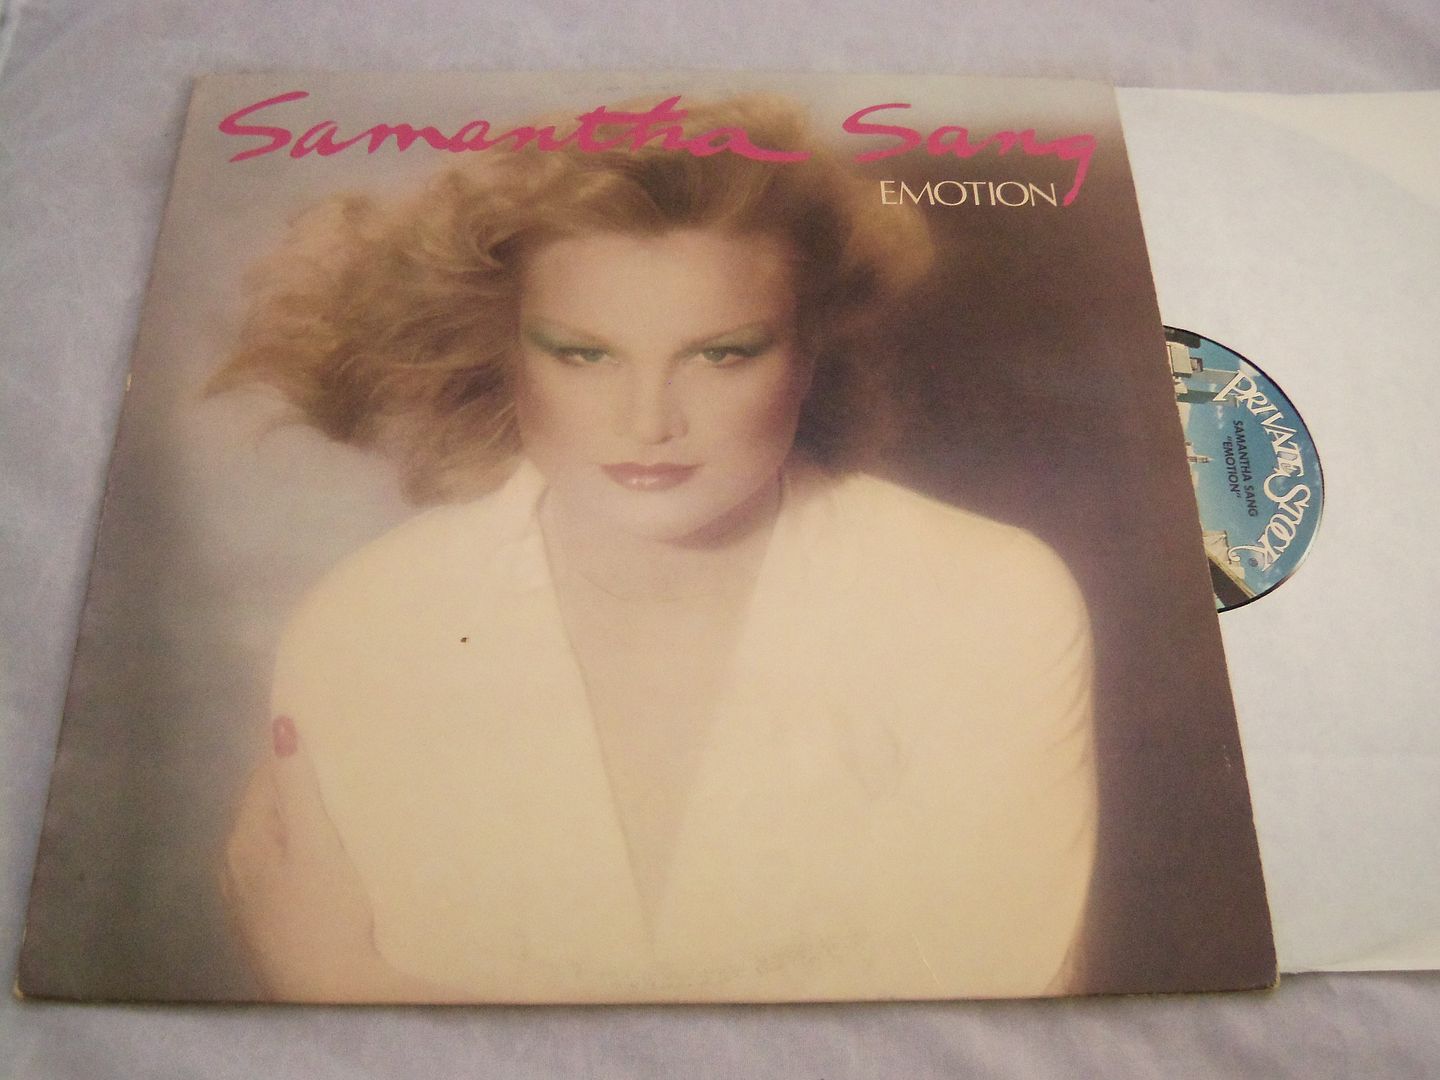 Samantha Sang
EMOTION
PRIVATE STOCK
®
SAMANTHA SANG
"EMOTION"